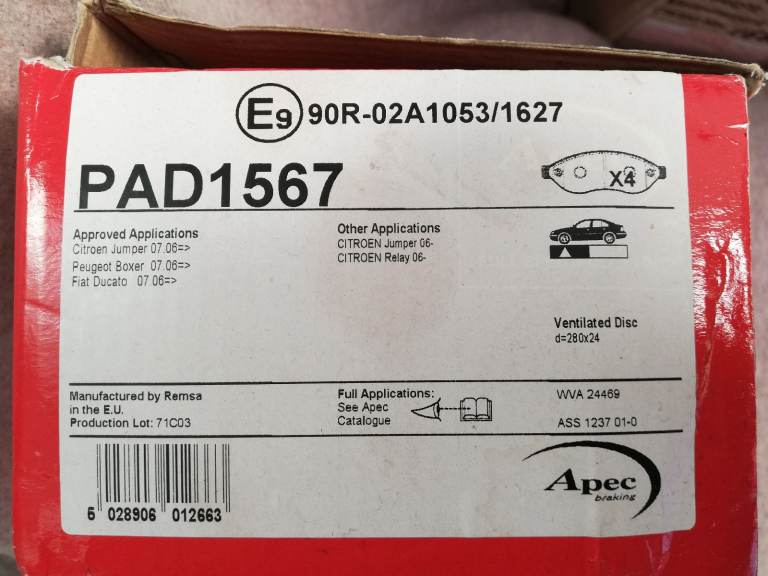 E9 90R-02A1053/1627
PAD1567
X4
Approved Applications
Citroen Jumper 07.06=>
Peugeot Boxer 07.06=>
Fiat Ducato 07.06=>
Other Applications
CITROEN Jumper 06-
CITROEN Relay 06-
Ventilated Disc
d=280x24
Manufactured by Remsa
in the E.U.
Production Lot: 71C03
Full Applications:
See Apec
Catalogue
WVA 24469
ASS 1237 01-0
5 028906 012663
Apec
braking